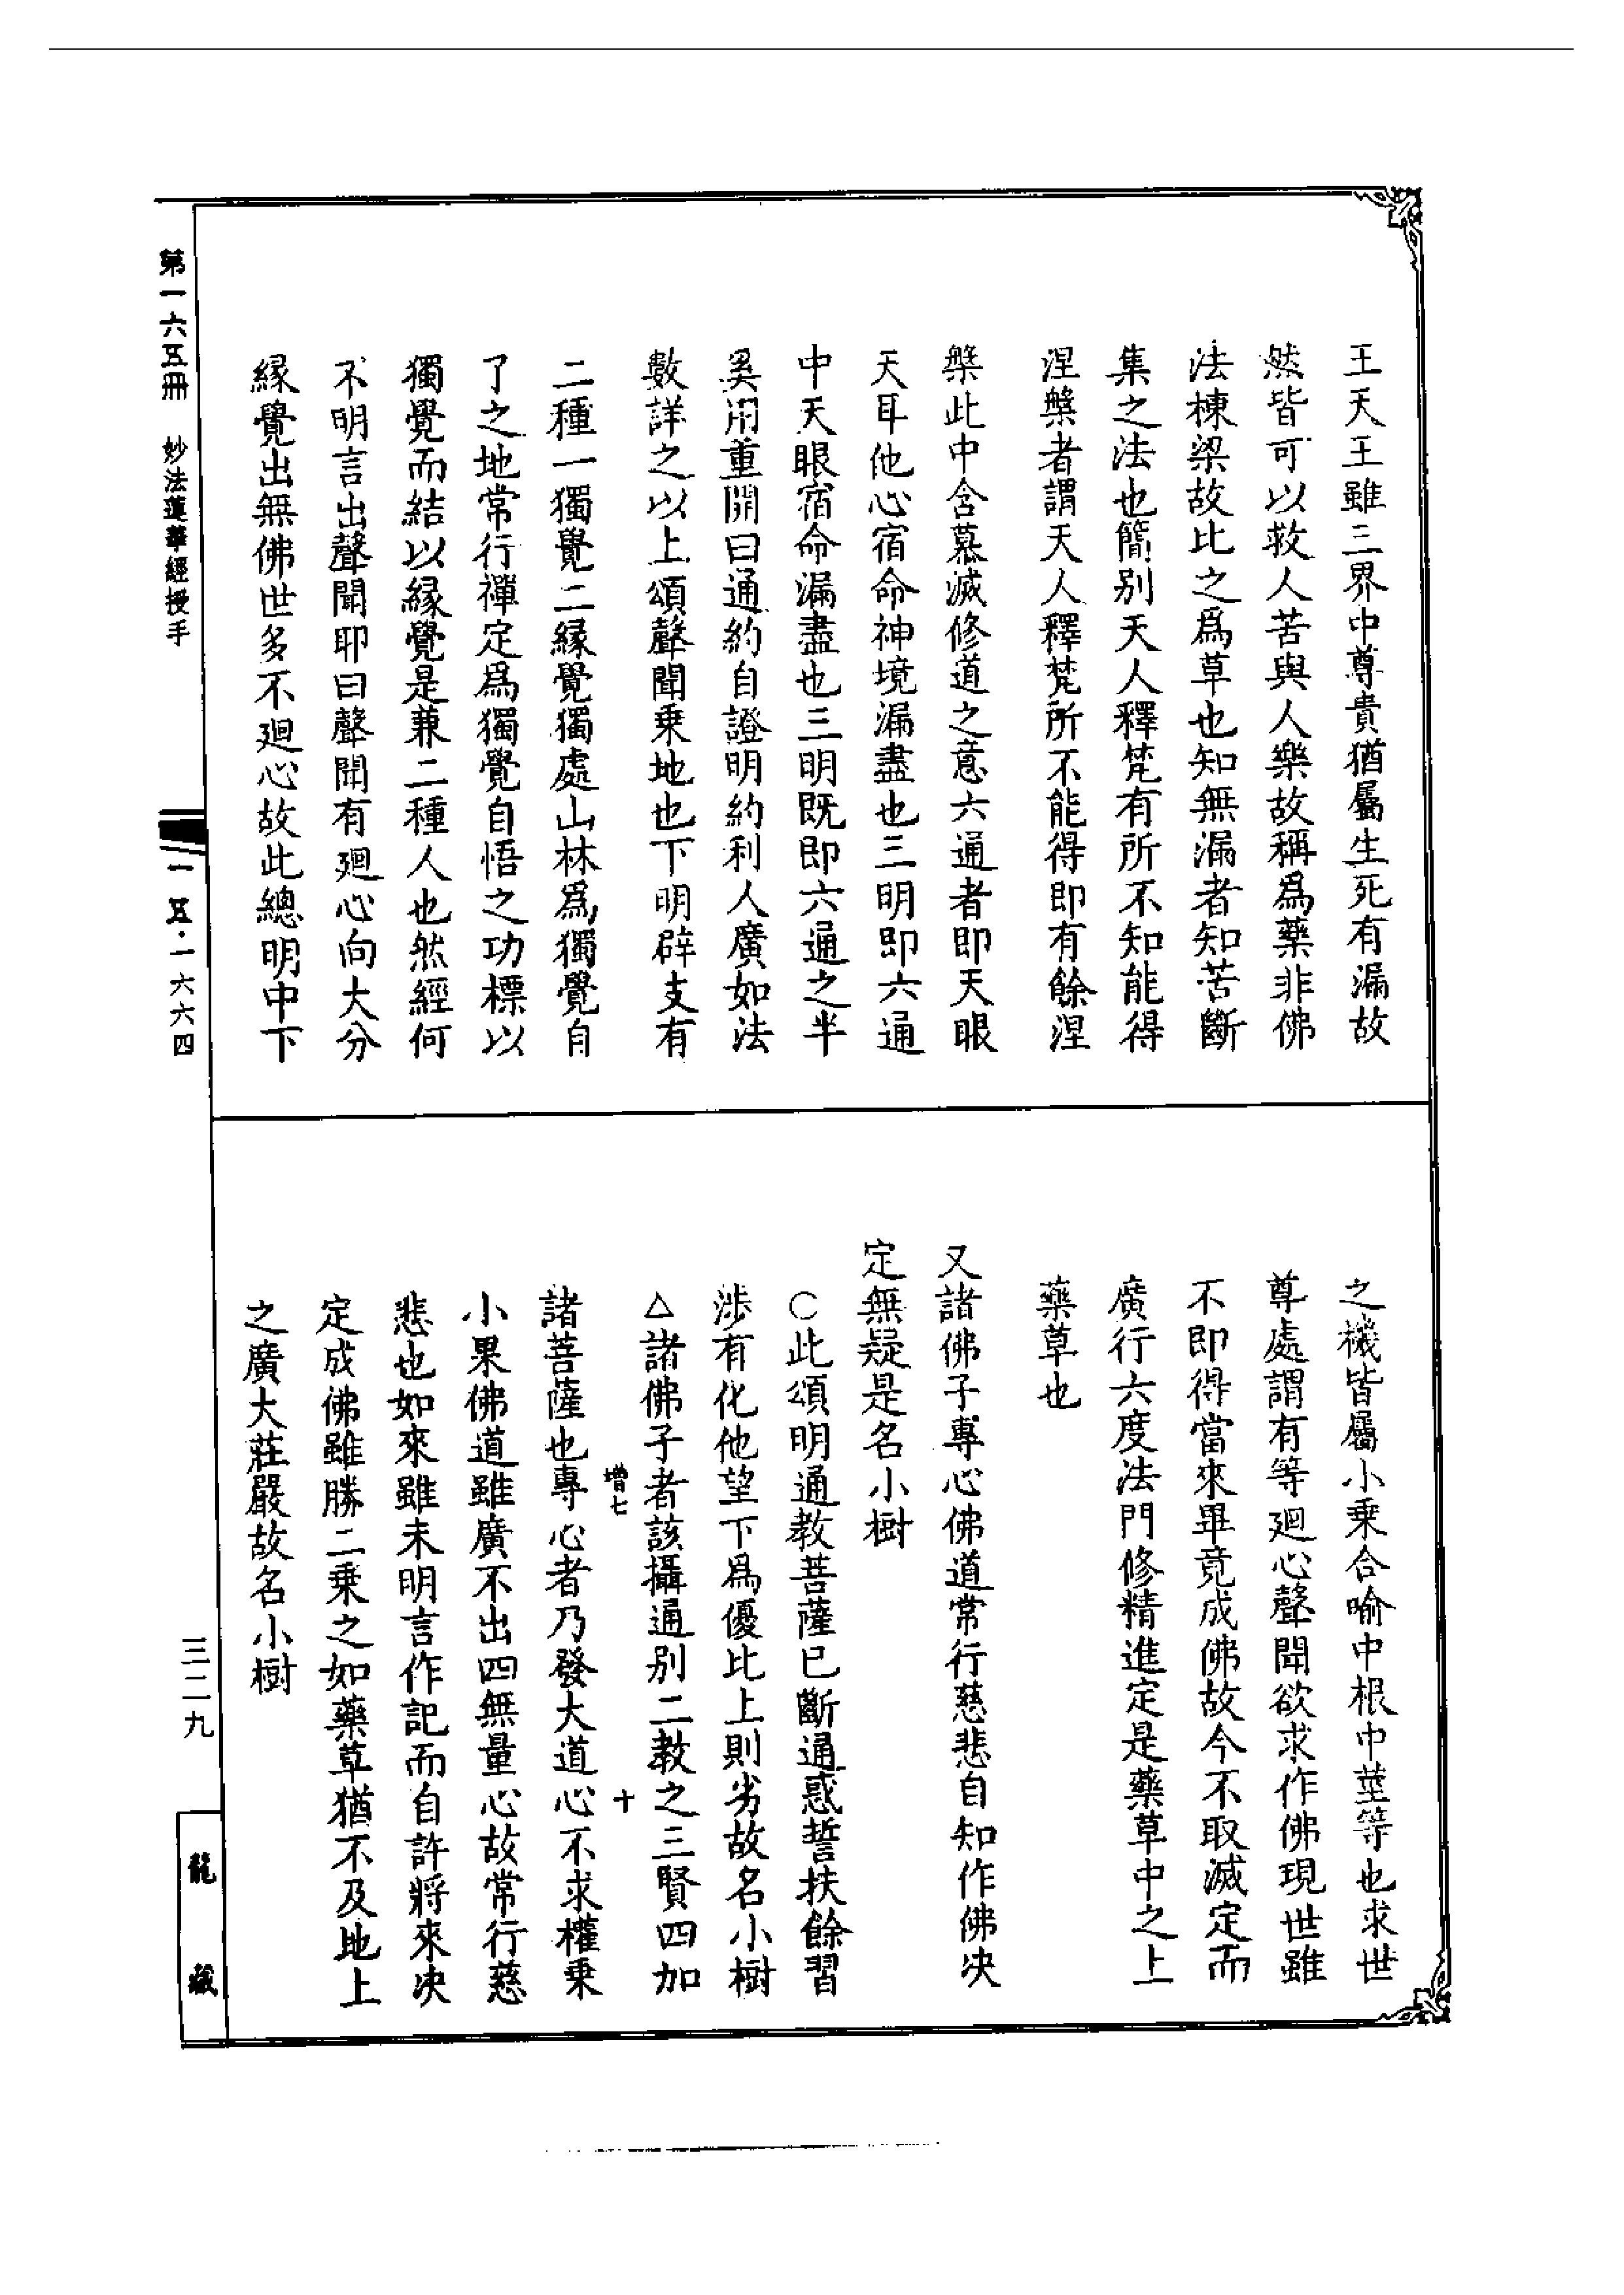 王天王雖三界中尊貴猶屬生死有漏故
然皆可以救人苦與人樂故稱爲藥非佛
法棟梁故比之爲草也知無漏者知苦斷
集之法也簡別天人釋梵有所不知能得
涅槃者謂天人釋梵所不能得即有餘涅
槃此中含慕滅修道之意六通者即天眼
天耳他心宿命神境漏盡也三明即六通
中天眼宿命漏盡也三明既即六通之半
奚用重開曰通約自證明約利人廣如法
數詳之以上頌聲聞乗地也下明辟支有
二種一獨覺二縁覺獨處山林爲獨覺自
了之地常行禪定爲獨覺自悟之功標以
獨覺而結以縁覺是兼二種人也然經何
不明言出聲聞耶曰聲聞有廻心向大分
縁覺出無佛世多不廻心故此總明中下
之機皆屬小乗合喻中根中莖等也求世
尊處謂有等廻心聲聞欲求作佛現世雖
不即得當來畢竟成佛故今不取滅定而
廣行六度法門修精進定是藥草中之上
藥草也
又諸佛子專心佛道常行慈悲自知作佛决
定無疑是名小樹
○此頌明通教菩薩已斷通惑誓扶餘習
涉有化他望下爲優比上則劣故名小樹
△諸佛子者該攝通別二教之三賢四加
增七 十
諸菩薩也專心者乃發大道心不求權乗
小果佛道雖廣不出四無量心故常行慈
悲也如來雖未明言作記而自許將來决
定成佛雖勝二乗之如藥草猶不及地上
之廣大莊嚴故名小樹
第一六五冊 妙法蓮華經授手
一五·一六六四
三二九
龍藏